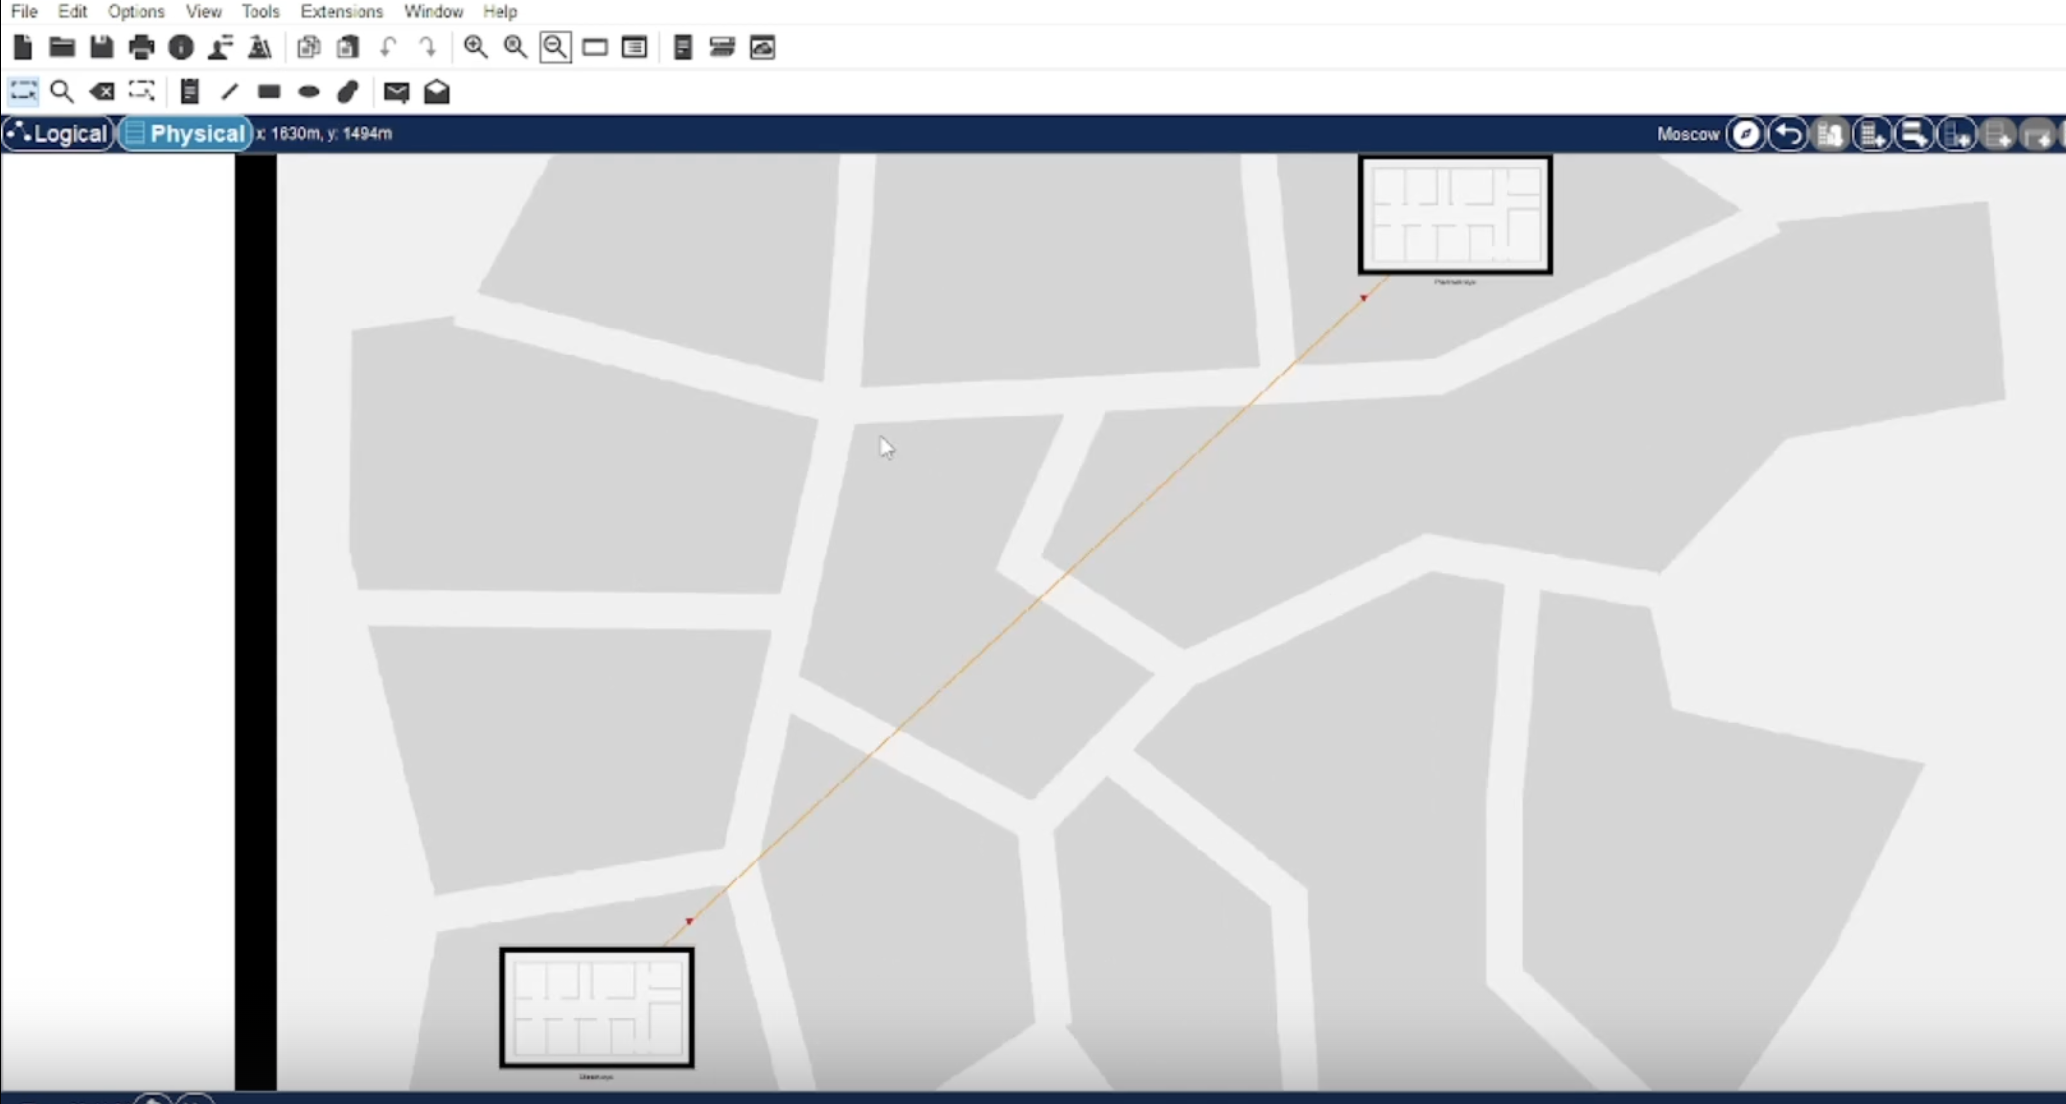 File Edit Options View Tools Extensions Window Help
Logical Physical x: 1630m, y: 1494m Moscow